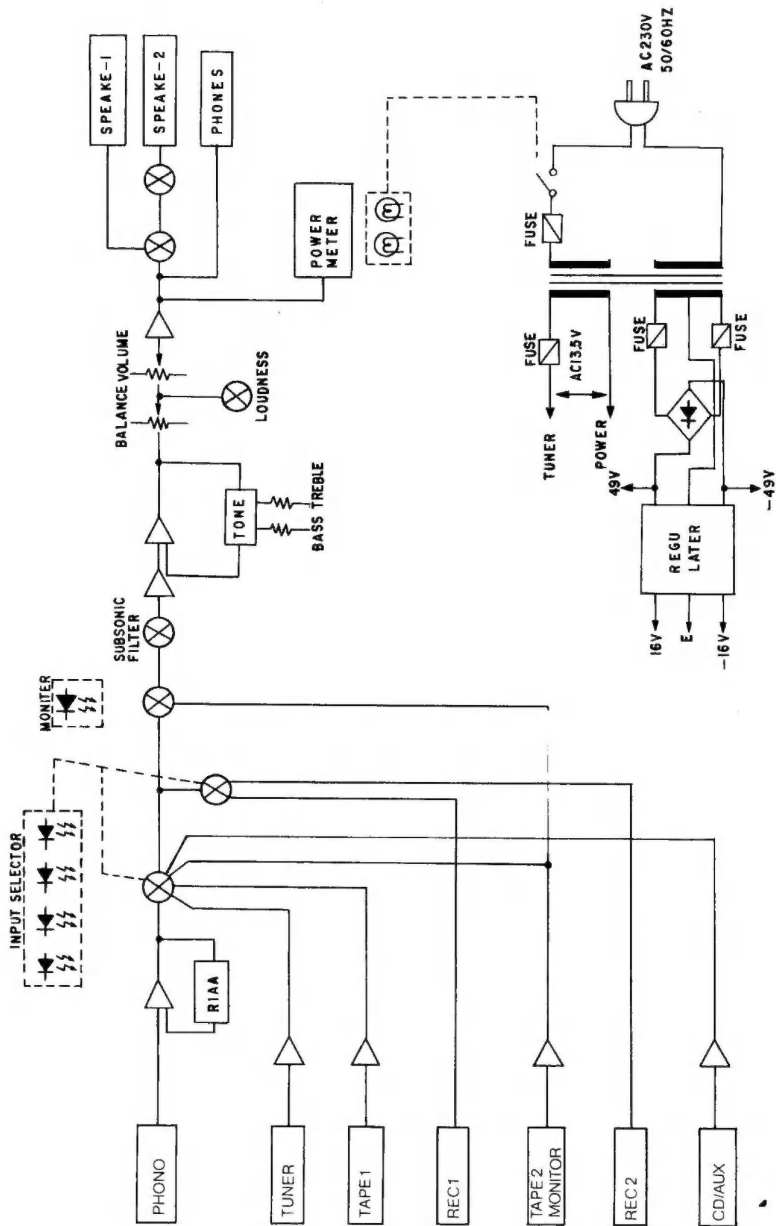 SPEAKE-1
SPEAKE-2
PHONES
POWER
METER
BALANCE VOLUME
LOUDNESS
TONE
BASS TREBLE
SUBSONIC
FILTER
MONITER
INPUT SELECTOR
RIAA
PHONO
TUNER
TAPE1
REC1
TAPE2
MONITOR
REC2
CD/AUX
AC230V
50/60HZ
FUSE
FUSE
AC13.5V
TUNER
POWER
FUSE
FUSE
49V
-49V
REGU
LATER
16V
E
-16V